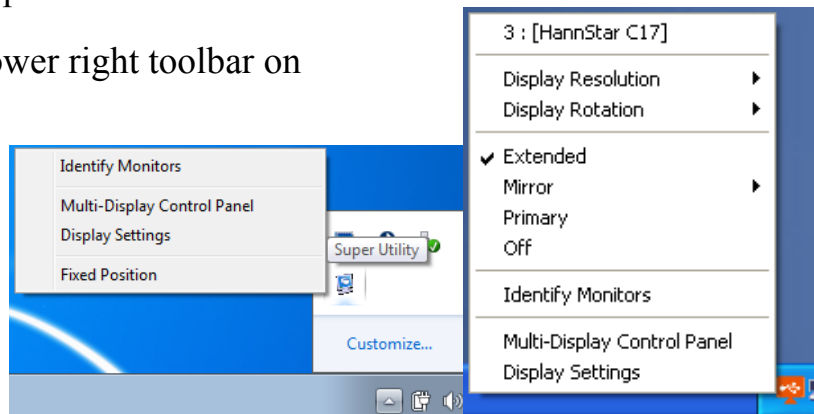 ower right toolbar on
Identify Monitors
Multi-Display Control Panel
Display Settings
Fixed Position
Super Utility
Customize...
3 : [HannStar C17]
Display Resolution
Display Rotation
Extended
Mirror
Primary
Off
Identify Monitors
Multi-Display Control Panel
Display Settings